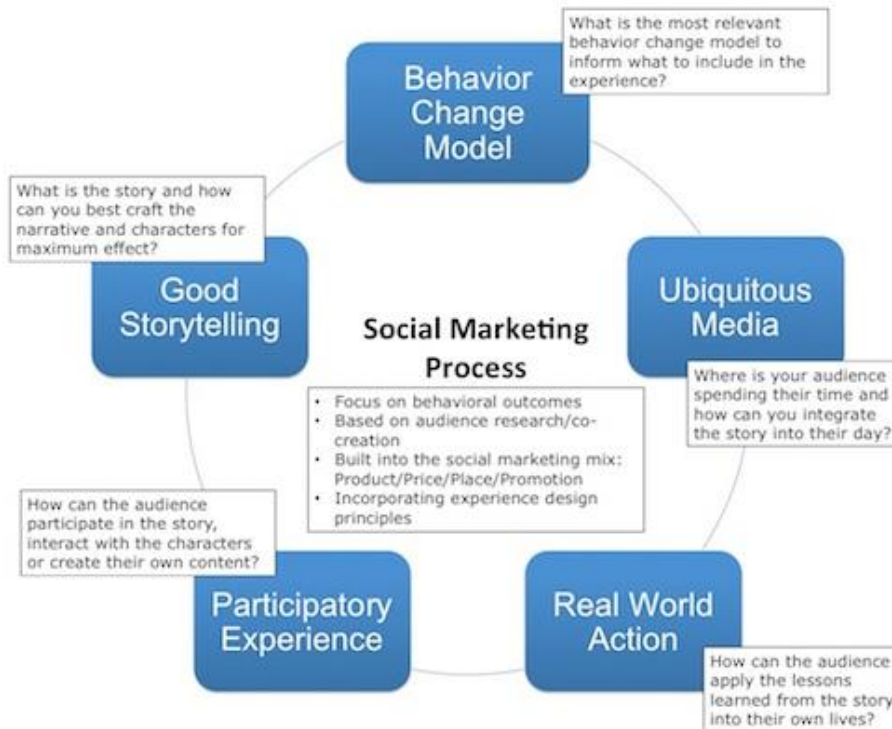 What is the most relevant
behavior change model to
inform what to include in the
experience?
Behavior
Change
Model
What is the story and how
can you best craft the
narrative and characters for
maximum effect?
Good
Storytelling
Ubiquitous
Media
Where is your audience
spending their time and
how can you integrate
the story into their day?
Social Marketing
Process
• Focus on behavioral outcomes
• Based on audience research/co-
creation
• Built into the social marketing mix:
Product/Price/Place/Promotion
• Incorporating experience design
principles
How can the audience
participate in the story,
interact with the characters
or create their own content?
Participatory
Experience
Real World
Action
How can the audience
apply the lessons
learned from the story
into their own lives?